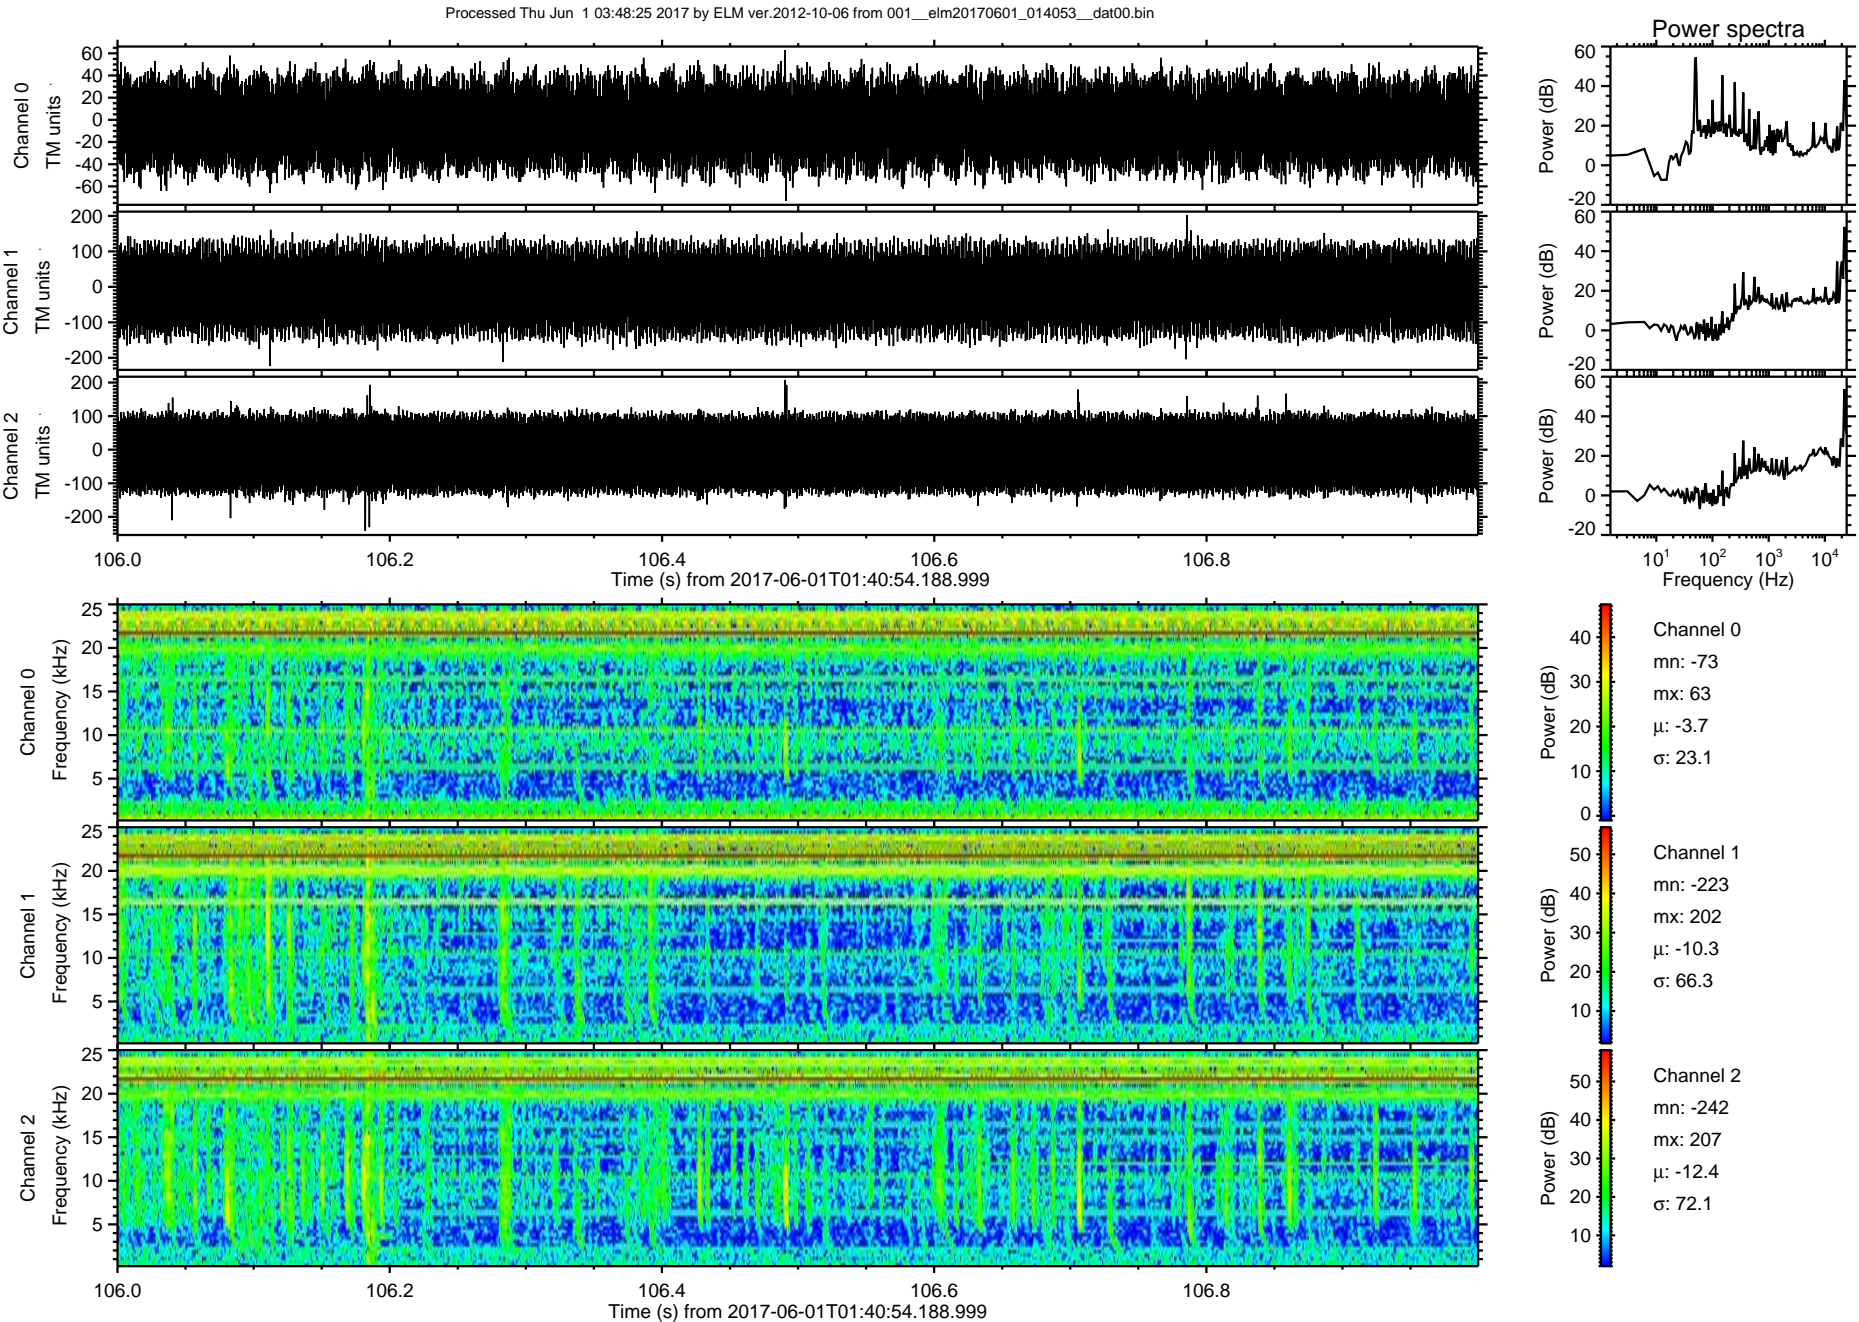 Processed Thu Jun  1 03:48:25 2017 by ELM ver.2012-10-06 from 001__elm20170601_014053__dat00.bin
Power spectra
Channel 0
TM units
60
40
20
0
-20
-40
-60
Power (dB)
60
40
20
0
-20
Channel 1
TM units
200
100
0
-100
-200
Power (dB)
60
40
20
0
-20
Channel 2
TM units
200
100
0
-100
-200
Power (dB)
60
40
20
0
-20
106.0 106.2 106.4 106.6 106.8
Time (s) from 2017-06-01T01:40:54.188.999
10¹ 10² 10³ 10⁴
Frequency (Hz)
Channel 0
Frequency (kHz)
25
20
15
10
5
Power (dB)
40
30
20
10
0
Channel 0
mn: -73
mx: 63
μ: -3.7
σ: 23.1
Channel 1
Frequency (kHz)
25
20
15
10
5
Power (dB)
50
40
30
20
10
Channel 1
mn: -223
mx: 202
μ: -10.3
σ: 66.3
Channel 2
Frequency (kHz)
25
20
15
10
5
Power (dB)
50
40
30
20
10
Channel 2
mn: -242
mx: 207
μ: -12.4
σ: 72.1
106.0 106.2 106.4 106.6 106.8
Time (s) from 2017-06-01T01:40:54.188.999